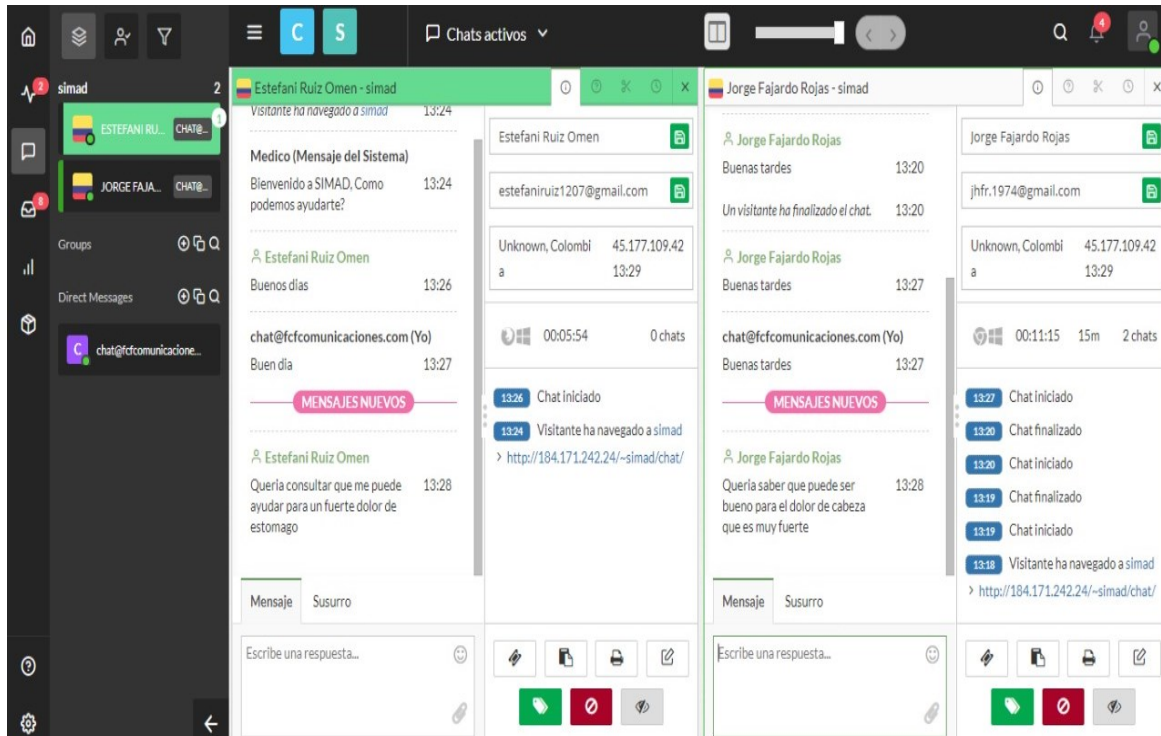 C
S
Chats activos
4
2
8
simad
2
ESTEFANI RU...
CHAT@...
1
JORGE FAJA...
CHAT@...
Groups
Direct Messages
C
chat@fcfcomunicacione...
Estefani Ruiz Omen - simad
Visitante ha navegado a simad
13:24
Medico (Mensaje del Sistema)
Bienvenido a SIMAD, Como
13:24
podemos ayudarte?
Estefani Ruiz Omen
Buenos dias
13:26
chat@fcfcomunicaciones.com (Yo)
Buen dia
13:27
MENSAJES NUEVOS
Estefani Ruiz Omen
Queria consultar que me puede
13:28
ayudar para un fuerte dolor de
estomago
Mensaje
Susurro
Escribe una respuesta...
Estefani Ruiz Omen
estefaniruiz1207@gmail.com
Unknown, Colombi
45.177.109.42
a
13:29
00:05:54
0 chats
13:26 Chat iniciado
13:24 Visitante ha navegado a simad
> http://184.171.242.24/~simad/chat/
Jorge Fajardo Rojas - simad
Jorge Fajardo Rojas
Buenas tardes
13:20
Un visitante ha finalizado el chat.
13:20
Jorge Fajardo Rojas
Buenas tardes
13:27
chat@fcfcomunicaciones.com (Yo)
Buenas tardes
13:27
MENSAJES NUEVOS
Jorge Fajardo Rojas
Quería saber que puede ser
13:28
bueno para el dolor de cabeza
que es muy fuerte
Mensaje
Susurro
Escribe una respuesta...
Jorge Fajardo Rojas
jhfr.1974@gmail.com
Unknown, Colombi
45.177.109.42
a
13:29
00:11:15
15m
2 chats
13:27 Chat iniciado
13:20 Chat finalizado
13:20 Chat iniciado
13:19 Chat finalizado
13:19 Chat iniciado
13:18 Visitante ha navegado a simad
> http://184.171.242.24/~simad/chat/